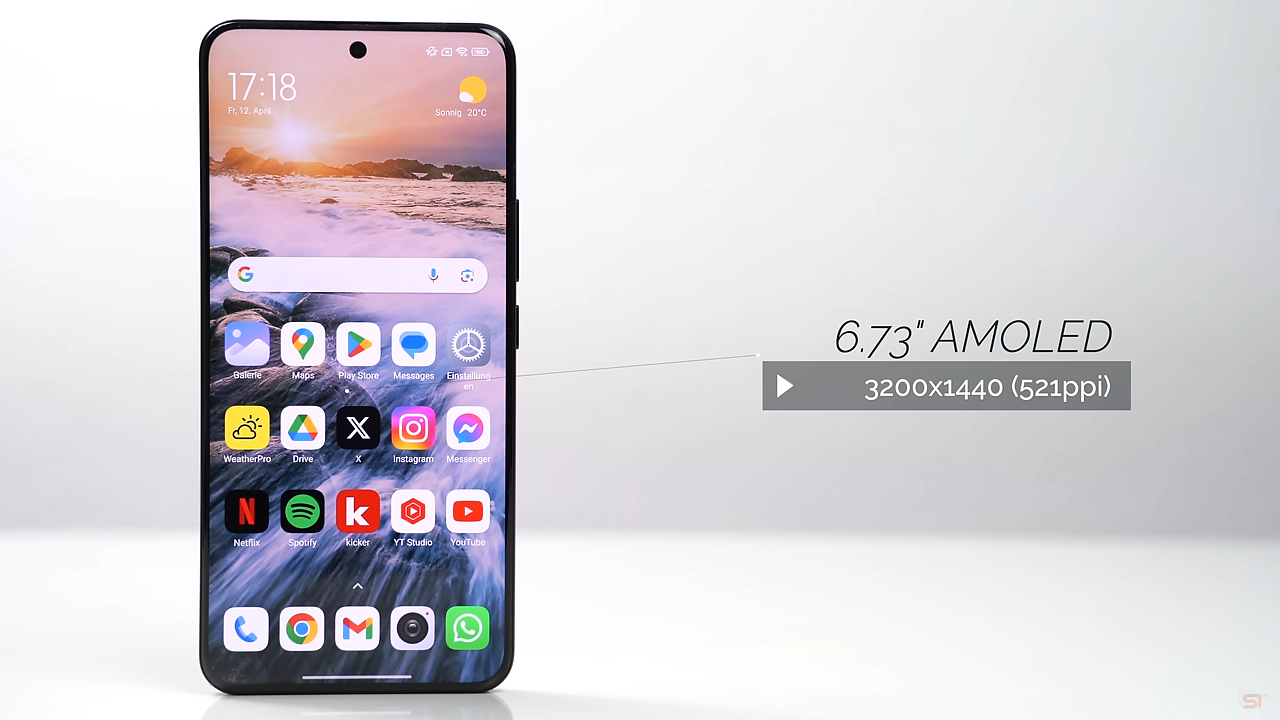 17:18
Fr, 12. April
Sonnig 20°C
Galerie Maps Play Store Messages Einstellung
en
WeatherPro Drive X Instagram Messenger
Netflix Spotify kicker YT Studio YouTube
6.73" AMOLED
3200x1440 (521ppi)